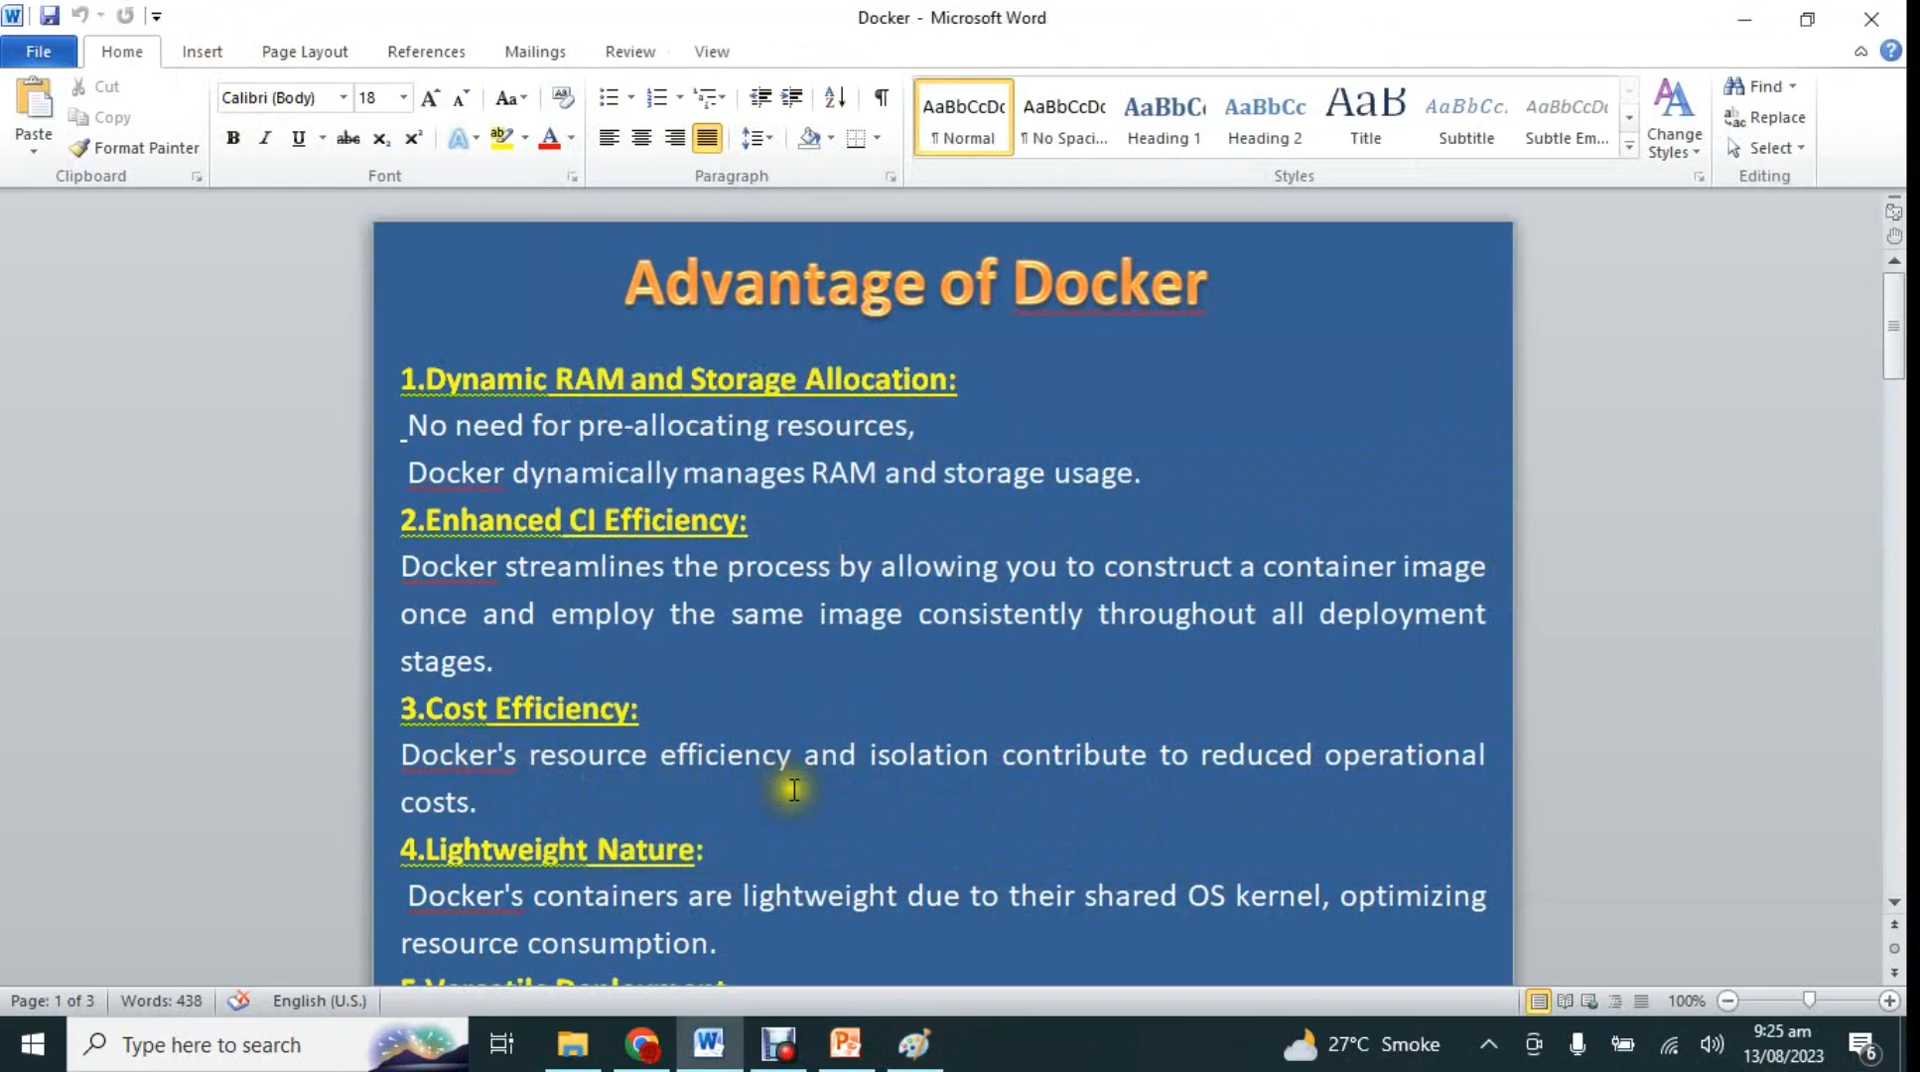 Docker - Microsoft Word
File Home Insert Page Layout References Mailings Review View
Cut
Copy
Format Painter
Paste
Clipboard
Calibri (Body) 18
Font
Paragraph
AaBbCcDc AaBbCcDc AaBbC AaBbCc AaB AaBbCc. AaBbCcDc
¶ Normal ¶ No Spaci... Heading 1 Heading 2 Title Subtitle Subtle Em...
Change
Styles
Styles
Find
Replace
Select
Editing
Advantage of Docker
1.Dynamic RAM and Storage Allocation:
No need for pre-allocating resources,
Docker dynamically manages RAM and storage usage.
2.Enhanced CI Efficiency:
Docker streamlines the process by allowing you to construct a container image
once and employ the same image consistently throughout all deployment
stages.
3.Cost Efficiency:
Docker's resource efficiency and isolation contribute to reduced operational
costs.
4.Lightweight Nature:
Docker's containers are lightweight due to their shared OS kernel, optimizing
resource consumption.
5.Versatile Deployment
Page: 1 of 3 Words: 438 English (U.S.) 100%
Type here to search
27°C Smoke
9:25 am
13/08/2023
6